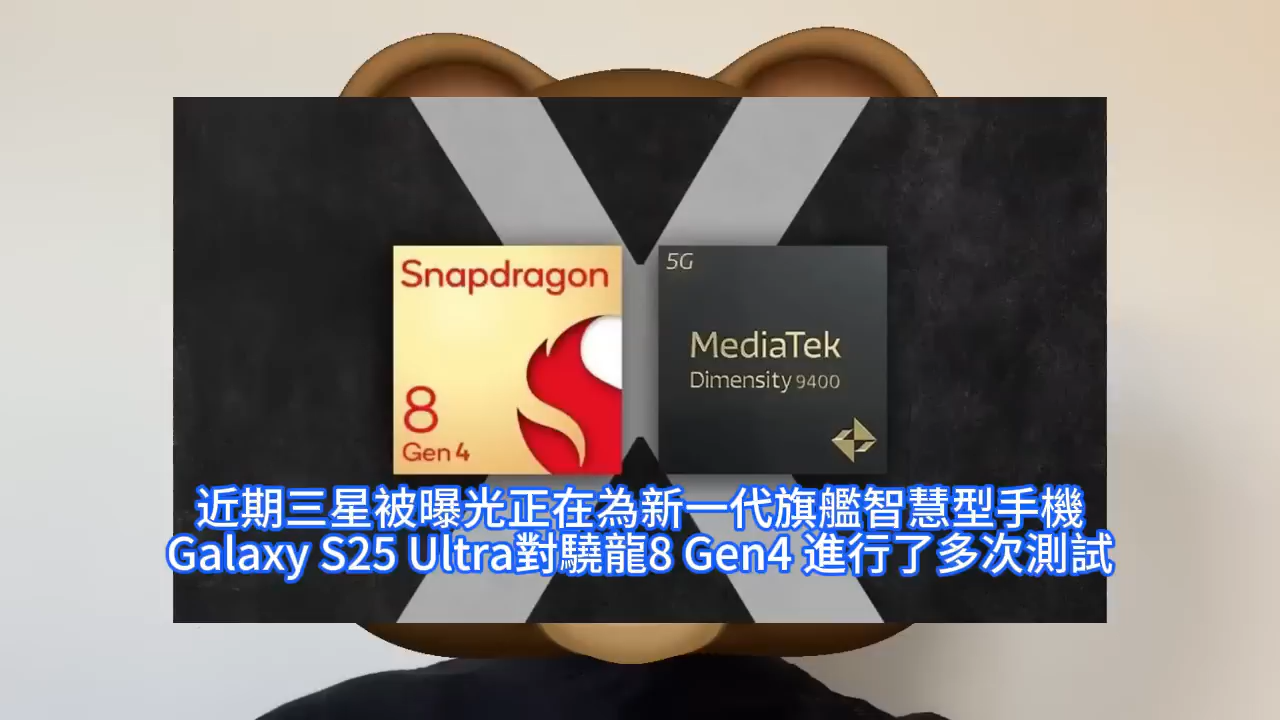 Snapdragon
8
Gen 4
5G
MediaTek
Dimensity 9400
近期三星被曝光正在為新一代旗艦智慧型手機
Galaxy S25 Ultra對驍龍8 Gen4 進行了多次測試